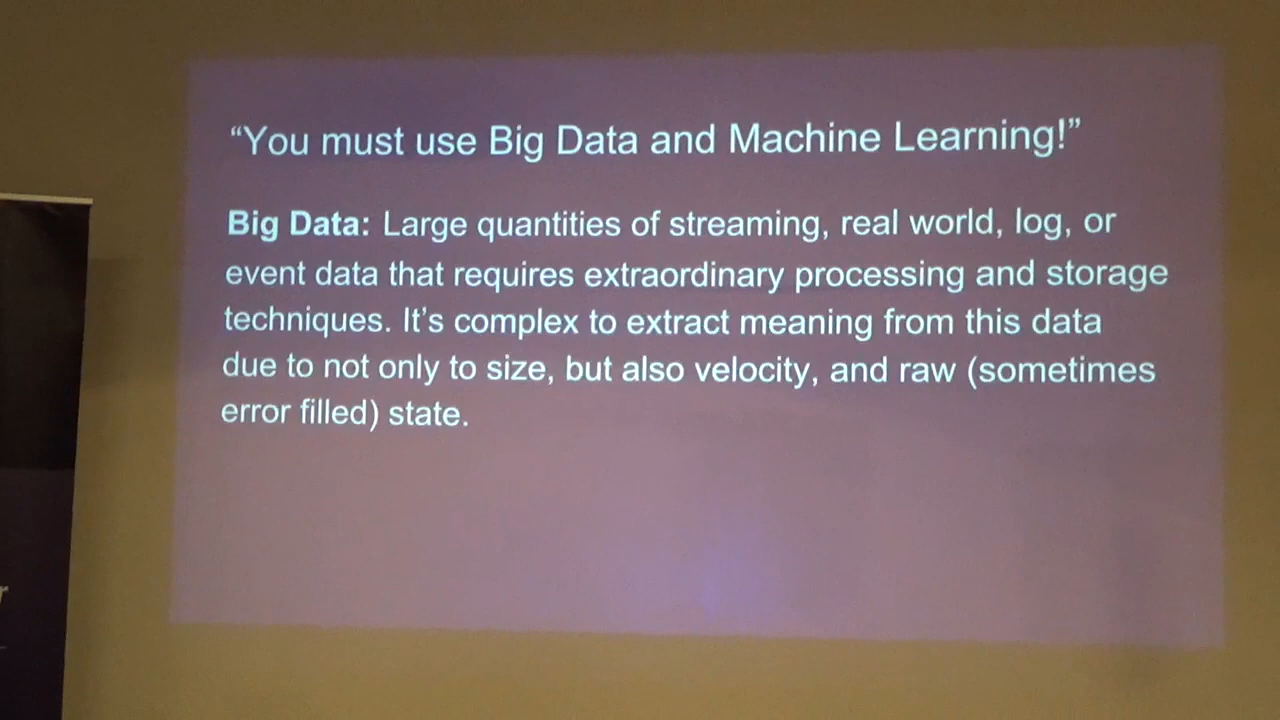 “You must use Big Data and Machine Learning!”
Big Data: Large quantities of streaming, real world, log, or
event data that requires extraordinary processing and storage
techniques. It’s complex to extract meaning from this data
due to not only to size, but also velocity, and raw (sometimes
error filled) state.